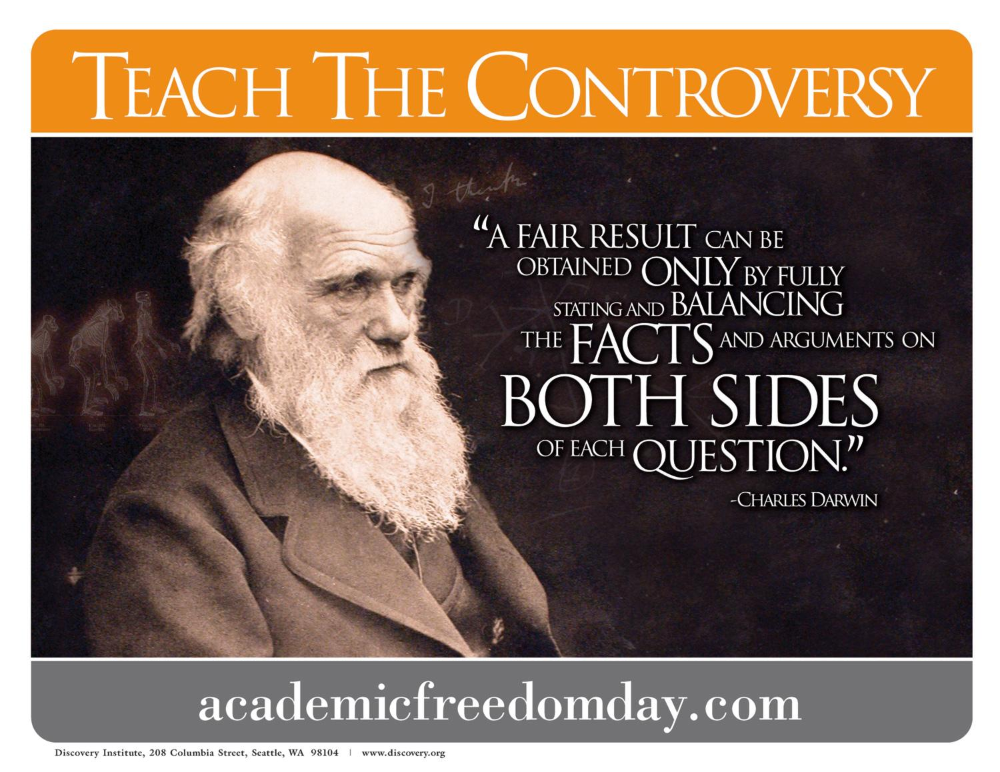 TEACH THE CONTROVERSY
I think
“A FAIR RESULT CAN BE
OBTAINED ONLY BY FULLY
STATING AND BALANCING
THE FACTS AND ARGUMENTS ON
BOTH SIDES
OF EACH QUESTION.”
-CHARLES DARWIN
academicfreedomday.com
Discovery Institute, 208 Columbia Street, Seattle, WA 98104 | www.discovery.org